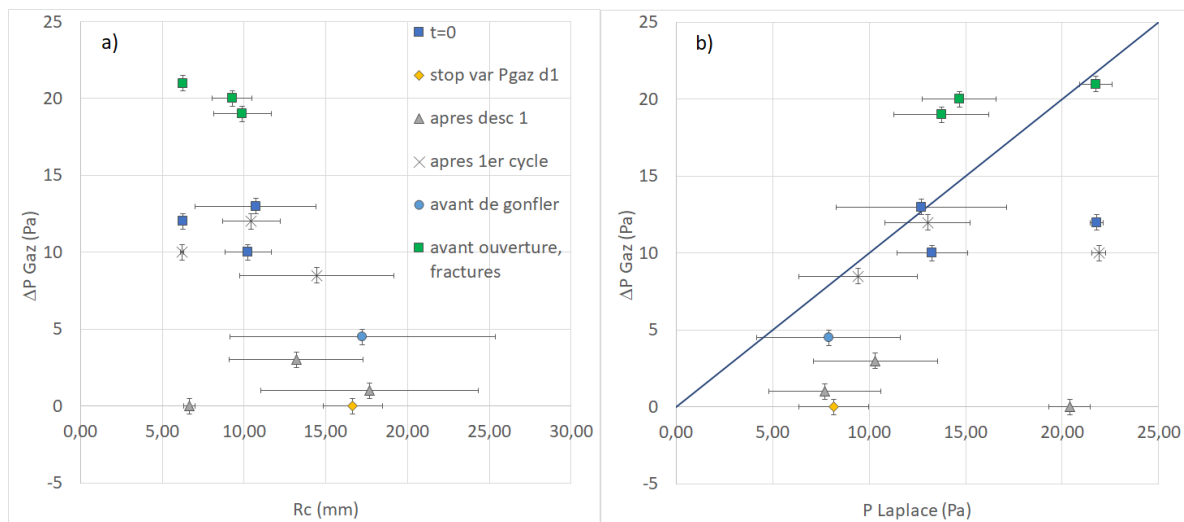 a)
25
20
15
10
5
0
-5
0,00 5,00 10,00 15,00 20,00 25,00 30,00
ΔP Gaz (Pa)
Rc (mm)
t=0
stop var Pgaz d1
apres desc 1
apres 1er cycle
avant de gonfler
avant ouverture,
fractures
b)
25
20
15
10
5
0
-5
0,00 5,00 10,00 15,00 20,00 25,00
ΔP Gaz (Pa)
P Laplace (Pa)